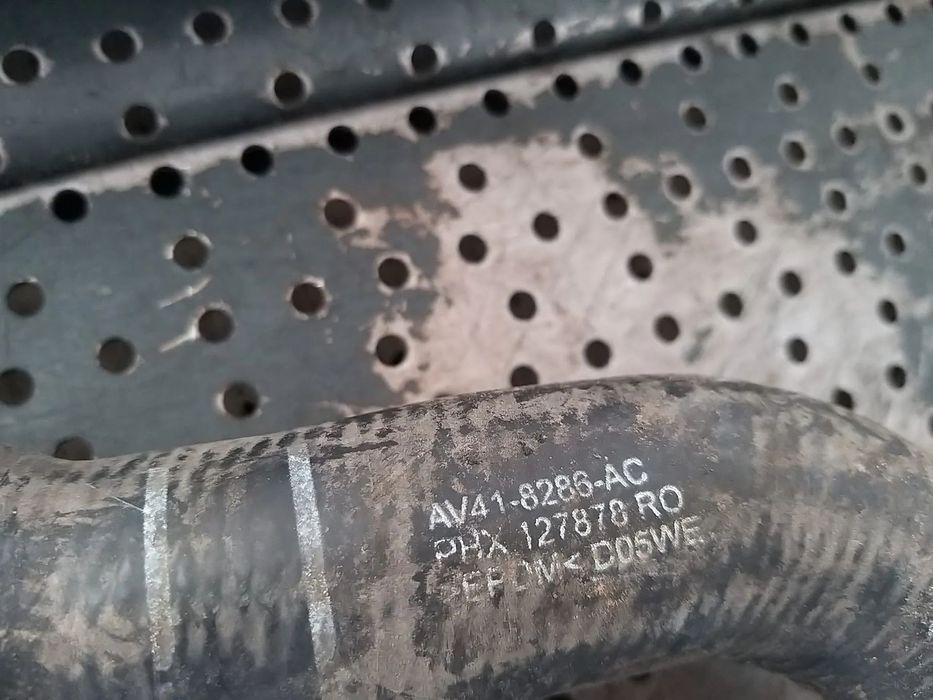 AV41-8286-AC
PHX 127878 RO
>EPDM< D05WE